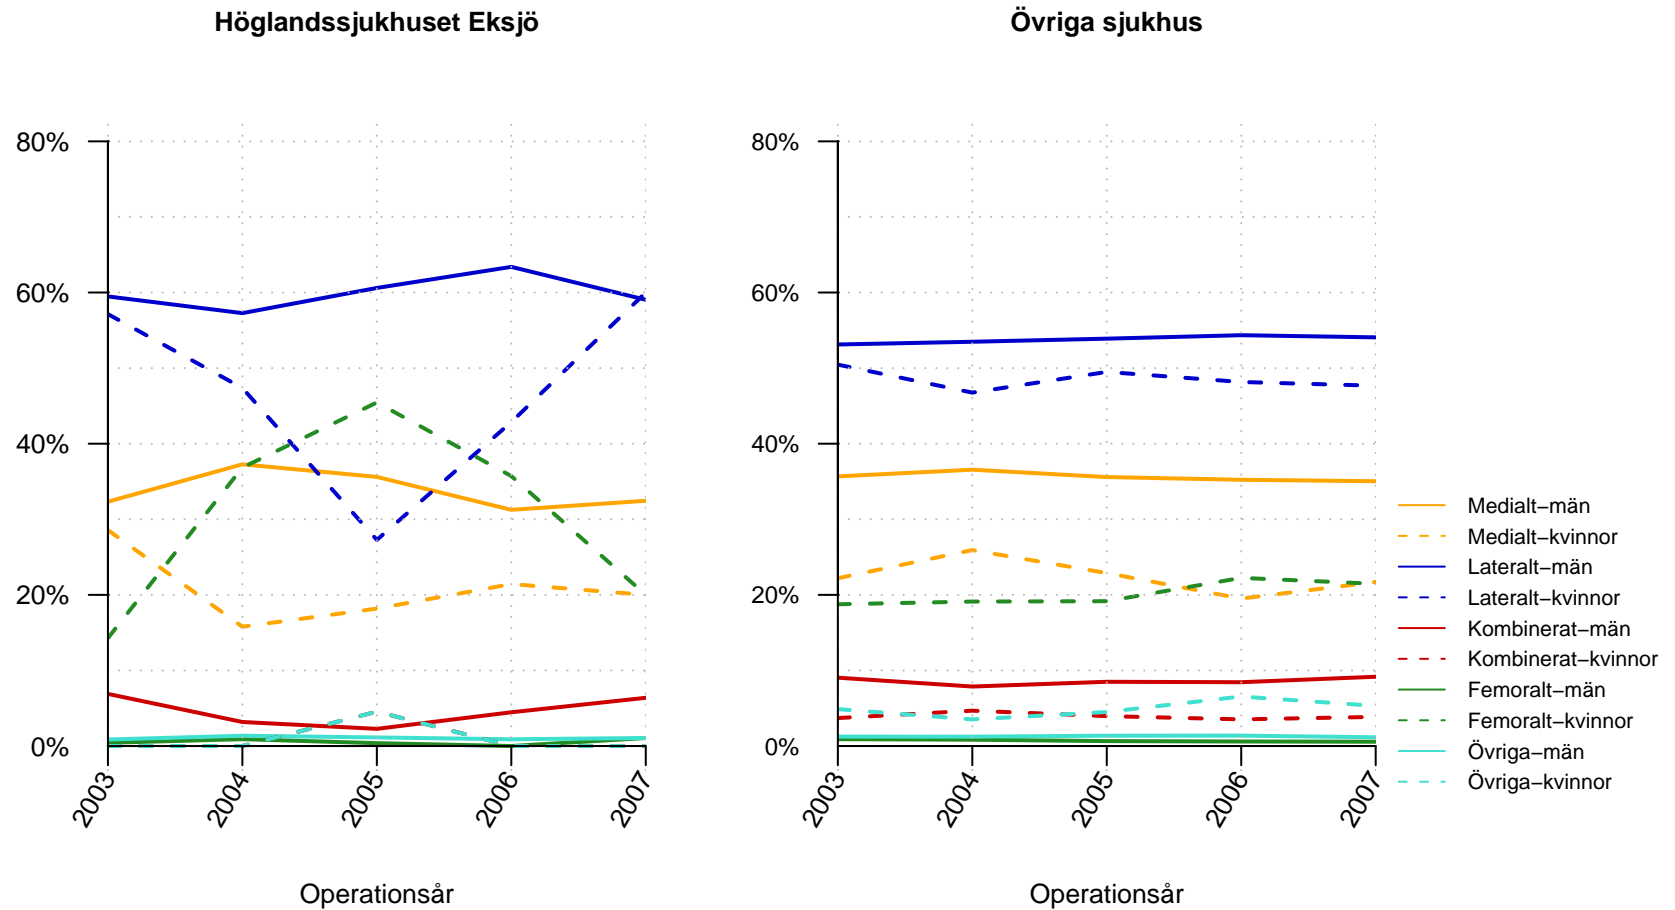 Höglandssjukhuset Eksjö
80%
60%
40%
20%
0%
2003
2004
2005
2006
2007
Operationsår
Övriga sjukhus
80%
60%
40%
20%
0%
2003
2004
2005
2006
2007
Operationsår
Medialt−män
Medialt−kvinnor
Lateralt−män
Lateralt−kvinnor
Kombinerat−män
Kombinerat−kvinnor
Femoralt−män
Femoralt−kvinnor
Övriga−män
Övriga−kvinnor